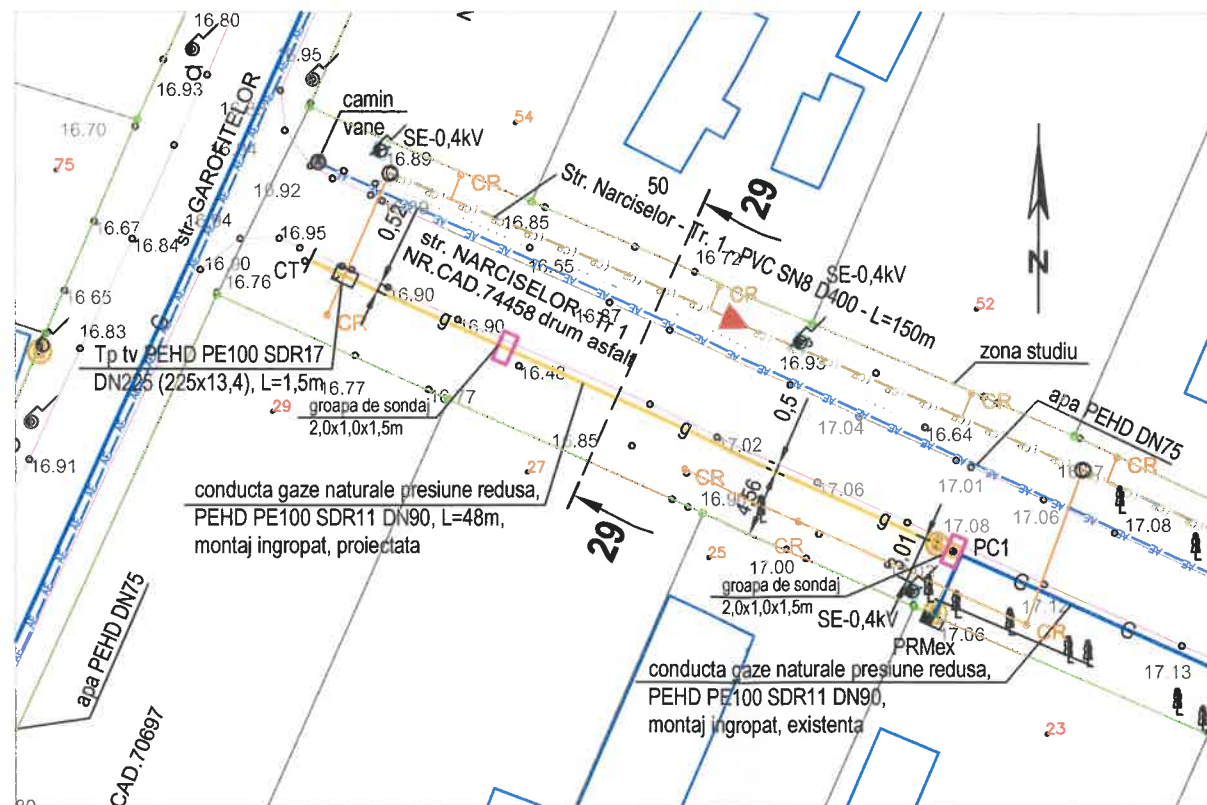 16.80
16.93
16.70
75
str. GAROFITELOR
camin
vane
54
SE-0,4kV
16.89
CR
50
29
16.92
16.67
16.84
16.95
16.90
16.76
CT
0,52
16.85
16.72
16.55
Str. Narciselor - Tr. 1 - PVC SN8 D400 - L=150m
str. NARCISELOR - Tr 1
NR.CAD.74458 drum asfalt
SE-0,4kV
CR
52
16.87
16.65
16.90
16.90
g
CR
16.83
16.93
zona studiu
Tp tv PEHD PE100 SDR17
DN225 (225x13,4), L=1,5m
16.77
16.48
29
groapa de sondaj
2,0x1,0x1,5m
0,5
CR
17.04
16.64
apa PEHD DN75
16.91
16.85
g
17.02
27
CR
17.01
CR
conducta gaze naturale presiune redusa,
PEHD PE100 SDR11 DN90, L=48m,
montaj ingropat, proiectata
4,56
17.06
17.06
17.08
g
17.08
PC1
29
25
CR
17.00
3,01
groapa de sondaj
2,0x1,0x1,5m
G
17.12
SE-0,4kV
17.06
CR
G
PRMex
apa PEHD DN75
conducta gaze naturale presiune redusa,
PEHD PE100 SDR11 DN90,
montaj ingropat, existenta
17.13
23
CAD.70697
N